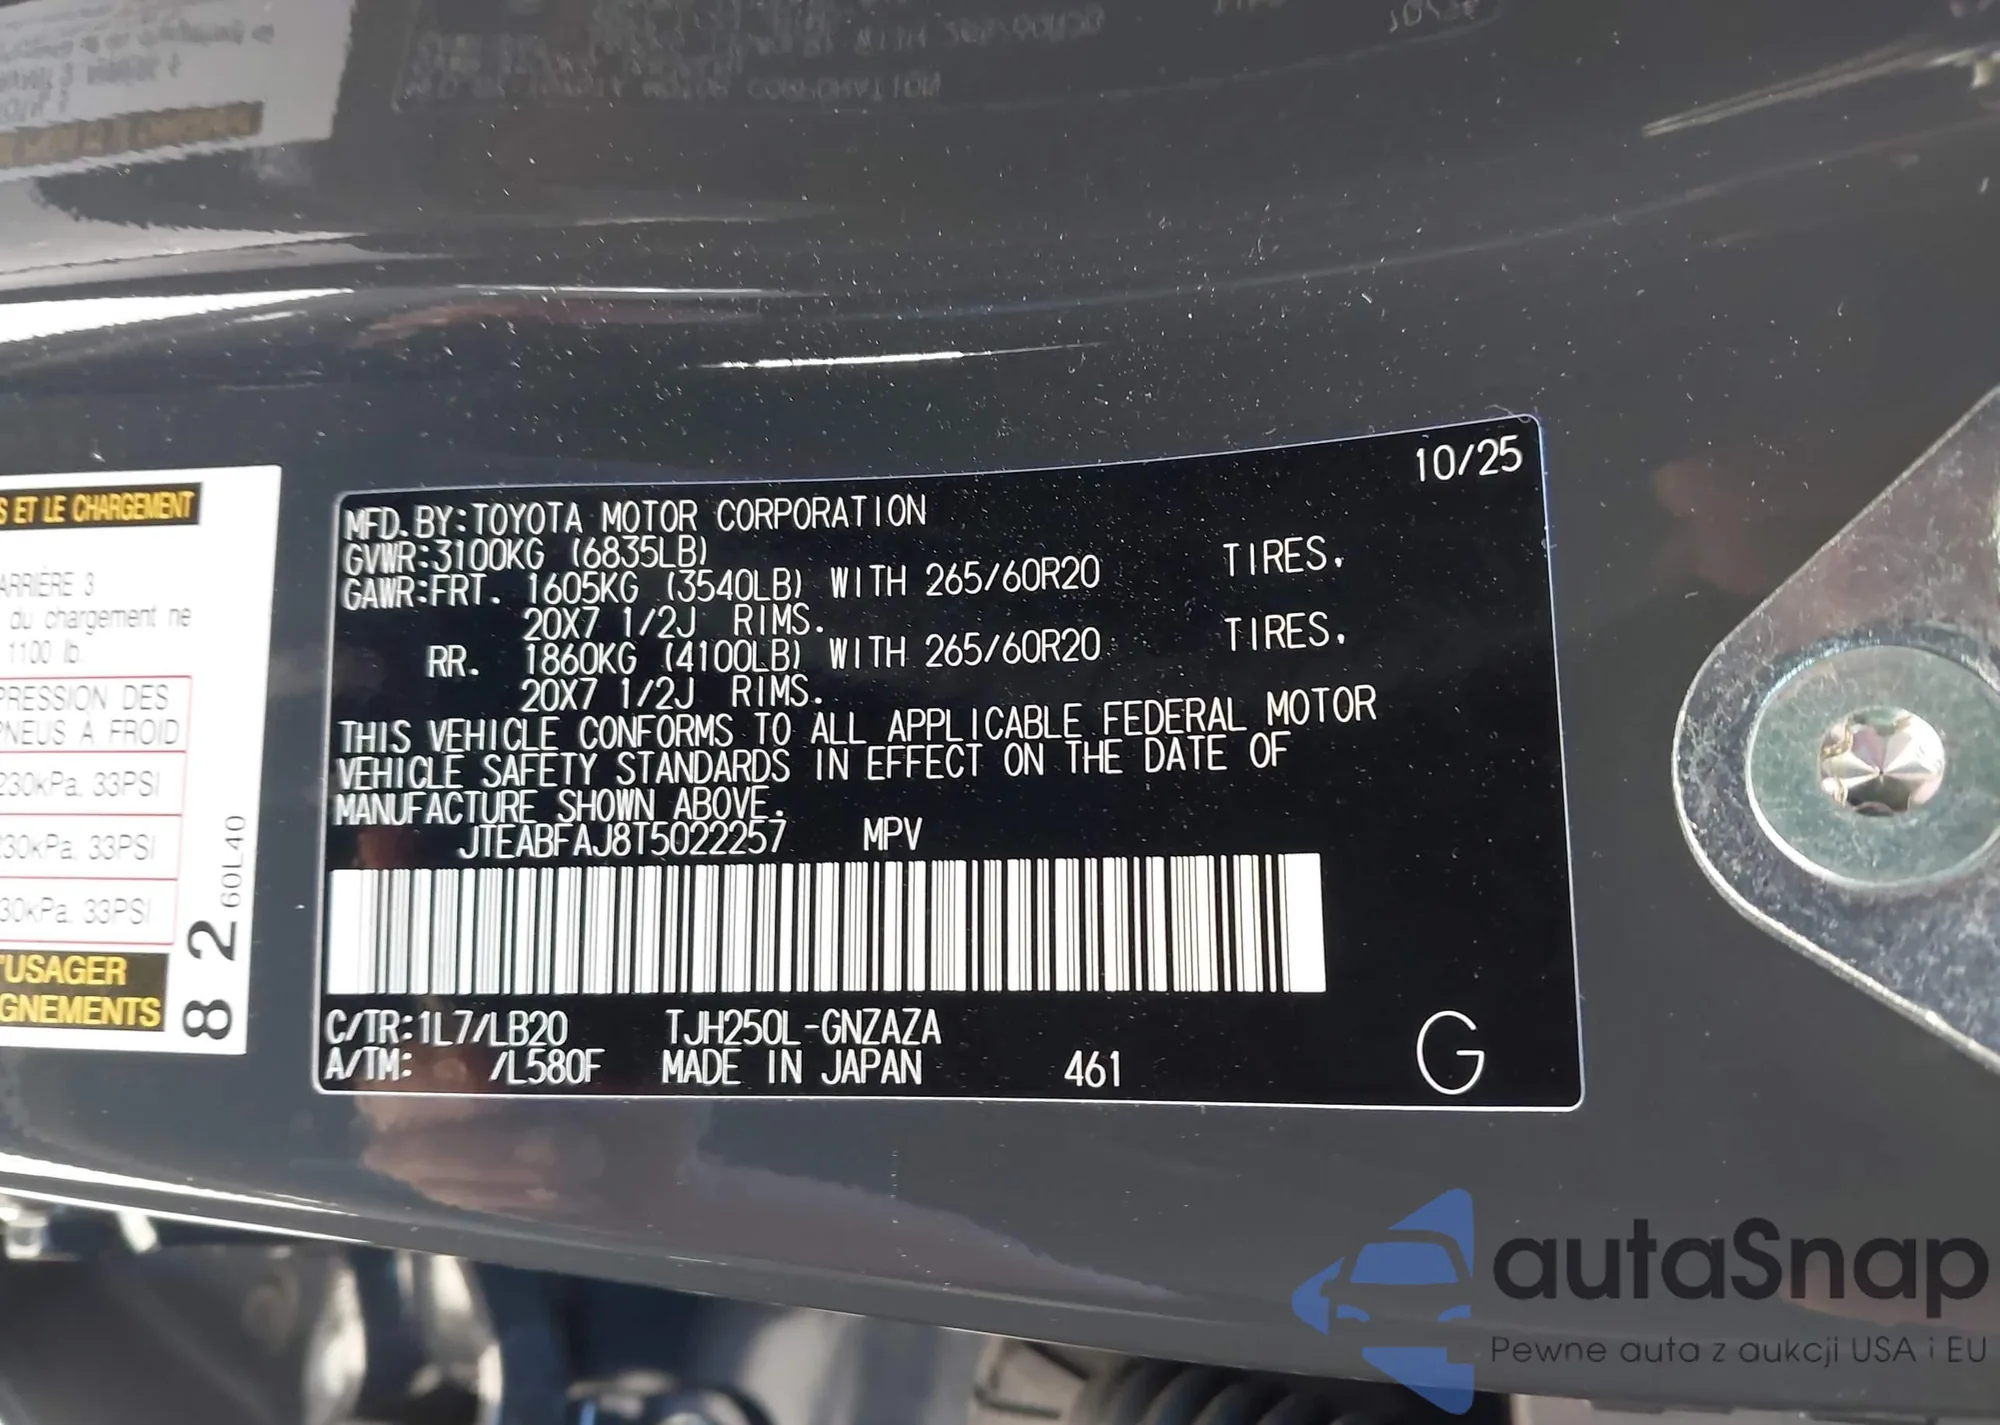 S ET LE CHARGEMENT
ARRIÈRE 3
du chargement ne
1100 lb.
PRESSION DES
PNEUS À FROID
230kPa, 33PSI
230kPa, 33PSI
230kPa, 33PSI
'USAGER
GNEMENTS
8 2 60L40
10/25
MFD.BY:TOYOTA MOTOR CORPORATION
GVWR:3100KG (6835LB)
GAWR:FRT. 1605KG (3540LB) WITH 265/60R20 TIRES.
20X7 1/2J RIMS.
RR. 1860KG (4100LB) WITH 265/60R20 TIRES.
20X7 1/2J RIMS.
THIS VEHICLE CONFORMS TO ALL APPLICABLE FEDERAL MOTOR
VEHICLE SAFETY STANDARDS IN EFFECT ON THE DATE OF
MANUFACTURE SHOWN ABOVE.
JTEABFAJ8T5022257 MPV
C/TR:1L7/LB20 TJH250L-GNZAZA
A/TM: /L580F MADE IN JAPAN 461 G
autaSnap
Pewne auta z aukcji USA i EU